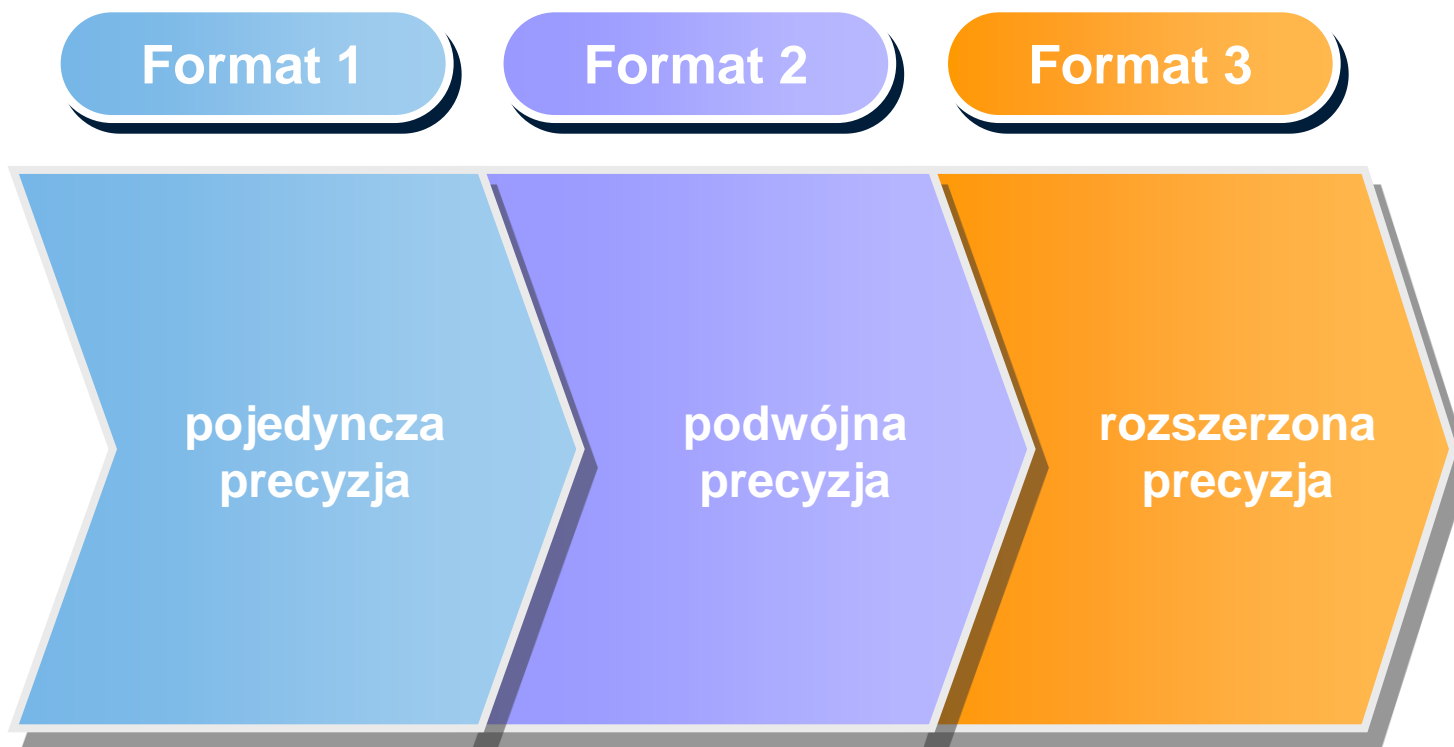 Format 1
Format 2
Format 3
pojedyncza
precyzja
podwójna
precyzja
rozszerzona
precyzja